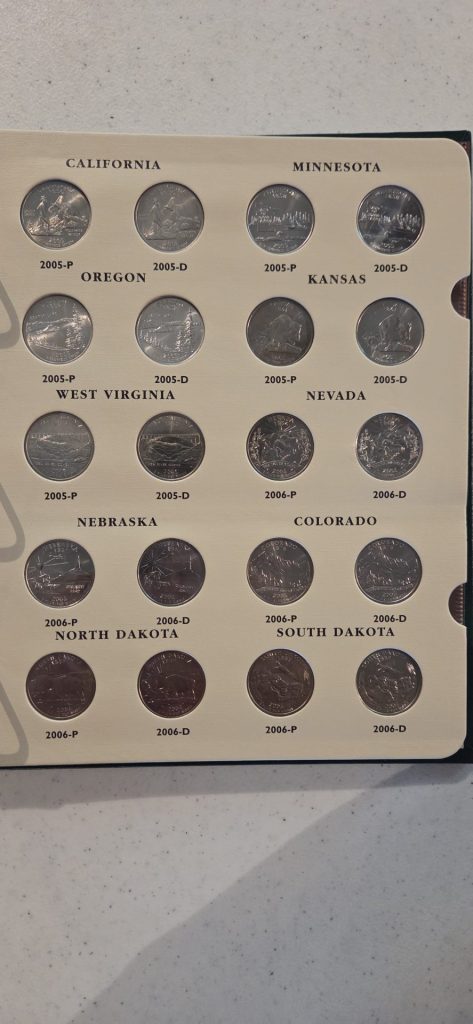 CALIFORNIA MINNESOTA
2005-P 2005-D 2005-P 2005-D
OREGON KANSAS
2005-P 2005-D 2005-P 2005-D
WEST VIRGINIA NEVADA
2005-P 2005-D 2006-P 2006-D
NEBRASKA COLORADO
2006-P 2006-D 2006-P 2006-D
NORTH DAKOTA SOUTH DAKOTA
2006-P 2006-D 2006-P 2006-D